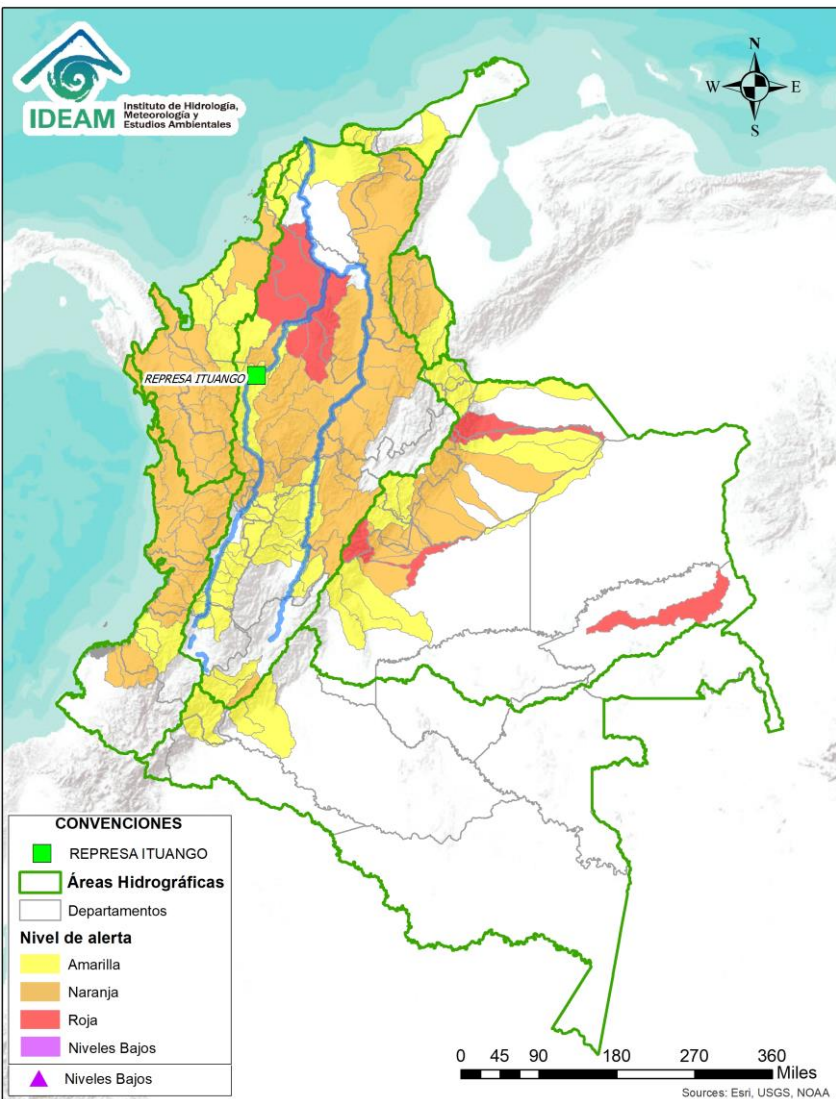 IDEAM
Instituto de Hidrología,
Meteorología y
Estudios Ambientales
N
W
E
S
REPRESA ITUANGO
CONVENCIONES
REPRESA ITUANGO
Áreas Hidrográficas
Departamentos
Nivel de alerta
Amarilla
Naranja
Roja
Niveles Bajos
Niveles Bajos
0 45 90 180 270 360
Miles
Sources: Esri, USGS, NOAA